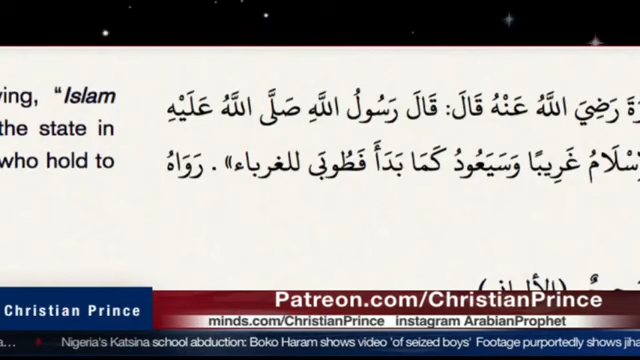 ving, "Islam
the state in
who hold to
رَضِيَ اللَّهُ عَنْهُ قَالَ: قَالَ رَسُولُ اللَّهِ صَلَّى اللَّهُ عَلَيْهِ
غَرِيبًا وَسَيَعُودُ كَمَا بَدَأَ فَطُوبَى للغرباء» . رَوَاهُ
Christian Prince
Patreon.com/ChristianPrince
minds.com/ChristianPrince instagram ArabianProphet
Nigeria's Katsina school abduction: Boko Haram shows video 'of seized boys' Footage purportedly shows jiha